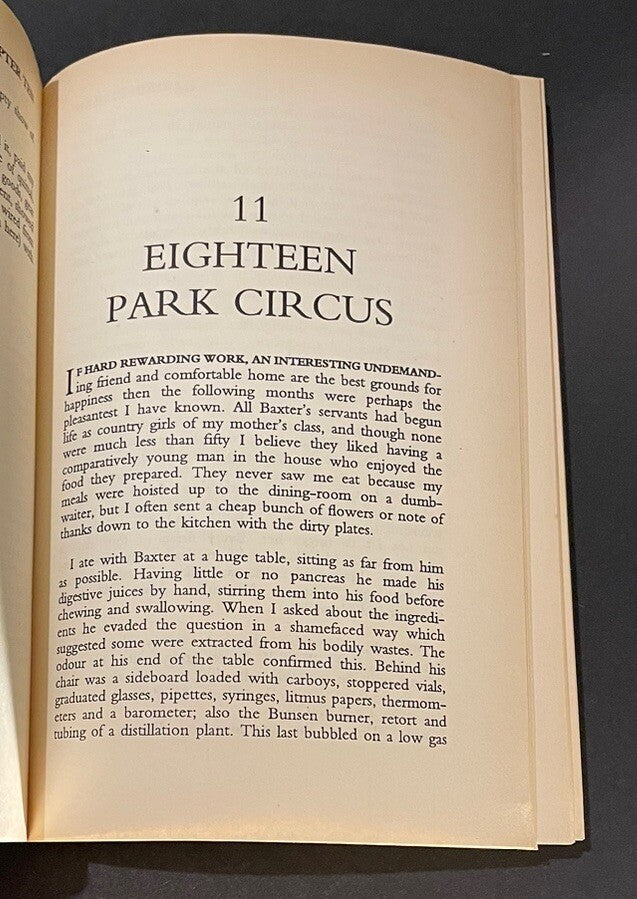 PTER TEN
pty show of
11
EIGHTEEN
PARK CIRCUS
IF HARD REWARDING WORK, AN INTERESTING UNDEMAND-
ing friend and comfortable home are the best grounds for
happiness then the following months were perhaps the
pleasantest I have known. All Baxter's servants had begun
life as country girls of my mother's class, and though none
were much less than fifty I believe they liked having a
comparatively young man in the house who enjoyed the
food they prepared. They never saw me eat because my
meals were hoisted up to the dining-room on a dumb-
waiter, but I often sent a cheap bunch of flowers or note of
thanks down to the kitchen with the dirty plates.
I ate with Baxter at a huge table, sitting as far from him
as possible. Having little or no pancreas he made his
digestive juices by hand, stirring them into his food before
chewing and swallowing. When I asked about the ingredi-
ents he evaded the question in a shamefaced way which
suggested some were extracted from his bodily wastes. The
odour at his end of the table confirmed this. Behind his
chair was a sideboard loaded with carboys, stoppered vials,
graduated glasses, pipettes, syringes, litmus papers, thermom-
eters and a barometer; also the Bunsen burner, retort and
tubing of a distillation plant. This last bubbled on a low gas